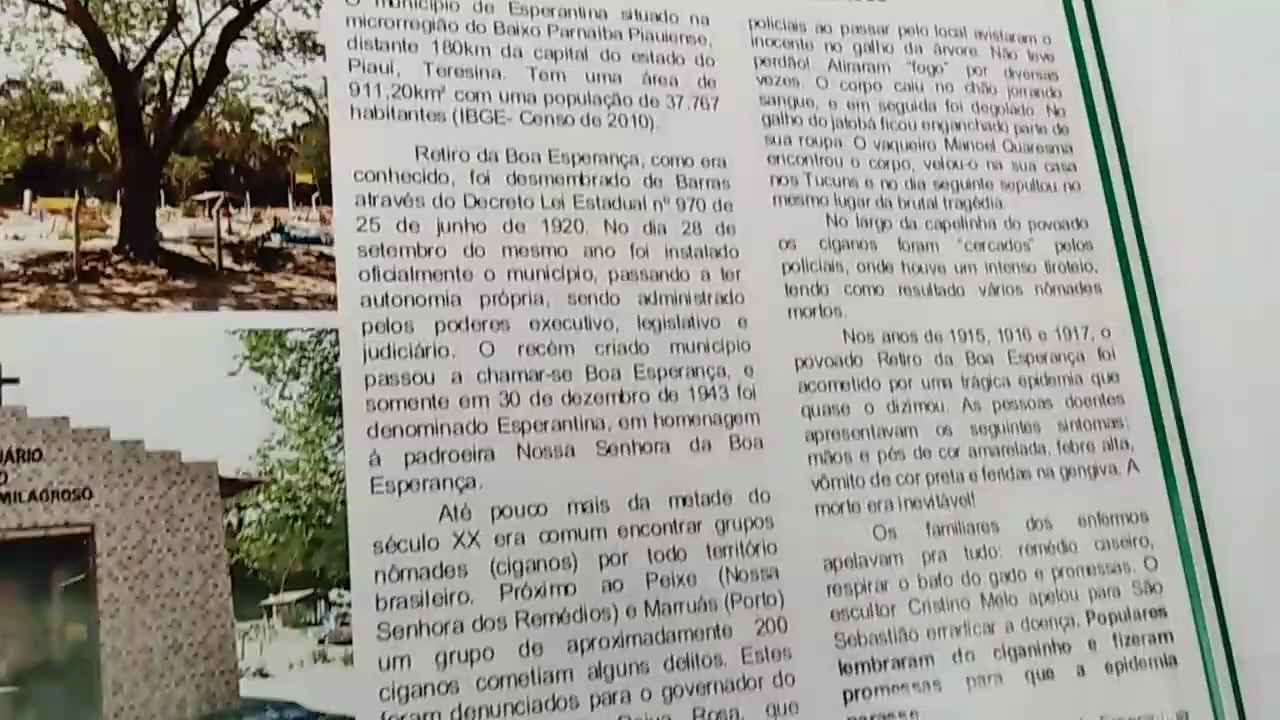 O município de Esperantina situado na
microrregião do Baixo Parnaíba Piauiense,
distante 180km da capital do estado do
Piauí, Teresina. Tem uma área de
911,20km² com uma população de 37.767
habitantes (IBGE- Censo de 2010).
Retiro da Boa Esperança, como era
conhecido, foi desmembrado de Barras
através do Decreto Lei Estadual nº 970 de
25 de junho de 1920. No dia 28 de
setembro do mesmo ano foi instalado
oficialmente o município, passando a ter
autonomia própria, sendo administrado
pelos poderes executivo, legislativo e
judiciário. O recém criado município
passou a chamar-se Boa Esperança, e
somente em 30 de dezembro de 1943 foi
denominado Esperantina, em homenagem
à padroeira Nossa Senhora da Boa
Esperança.
Até pouco mais da metade do
século XX era comum encontrar grupos
nômades (ciganos) por todo território
brasileiro. Próximo ao Peixe (Nossa
Senhora dos Remédios) e Marruás (Porto)
um grupo de aproximadamente 200
ciganos cometiam alguns delitos. Estes
foram denunciados para o governador do
Rosa, que
policiais ao passar pelo local avistaram o
inocente no galho da árvore. Não teve
perdão! Atiraram "fogo" por diversas
vezes. O corpo caiu no chão jorrando
sangue, e em seguida foi degolado. No
galho do jatobá ficou enganchado parte de
sua roupa. O vaqueiro Manoel Quaresma
encontrou o corpo, velou-o na sua casa
nos Tucuns e no dia seguinte sepultou no
mesmo lugar da brutal tragédia.
No largo da capelinha do povoado
os ciganos foram "cercados" pelos
policiais, onde houve um intenso tiroteio,
tendo como resultado vários nômades
mortos.
Nos anos de 1915, 1916 e 1917, o
povoado Retiro da Boa Esperança foi
acometido por uma trágica epidemia que
quase o dizimou. As pessoas doentes
apresentavam os seguintes sintomas:
mãos e pés de cor amarelada, febre alta,
vômito de cor preta e feridas na gengiva. A
morte era inevitável!
Os familiares dos enfermos
apelavam pra tudo: remédio caseiro,
respirar o bafo do gado e promessas. O
escultor Cristino Melo apelou para São
Sebastião erradicar a doença. Populares
lembraram do ciganinho e fizeram
promessas para que a epidemia
parasse.
UÁRIO
O
MILAGROSO